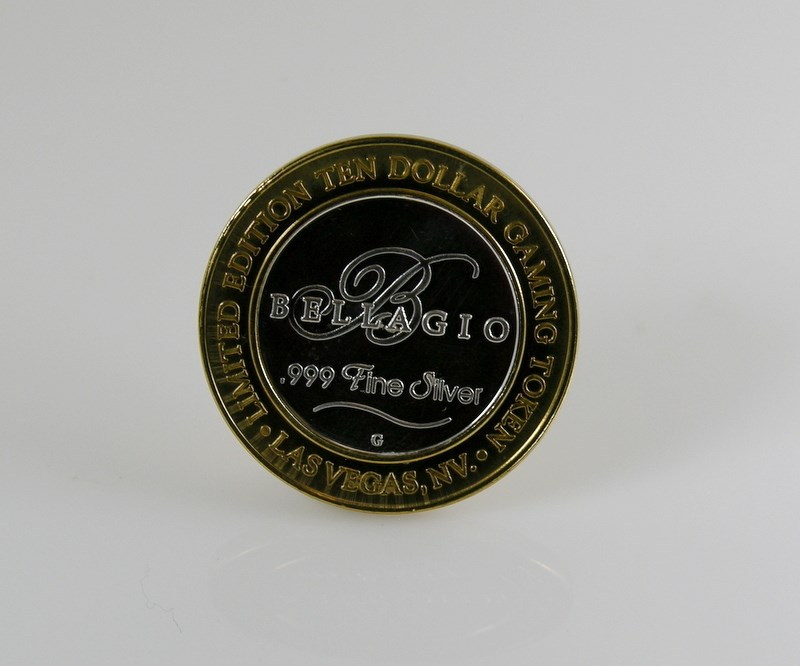 LIMITED EDITION TEN DOLLAR GAMING TOKEN
B
BELLAGIO
.999 Fine Silver
G
• LAS VEGAS, NV. •